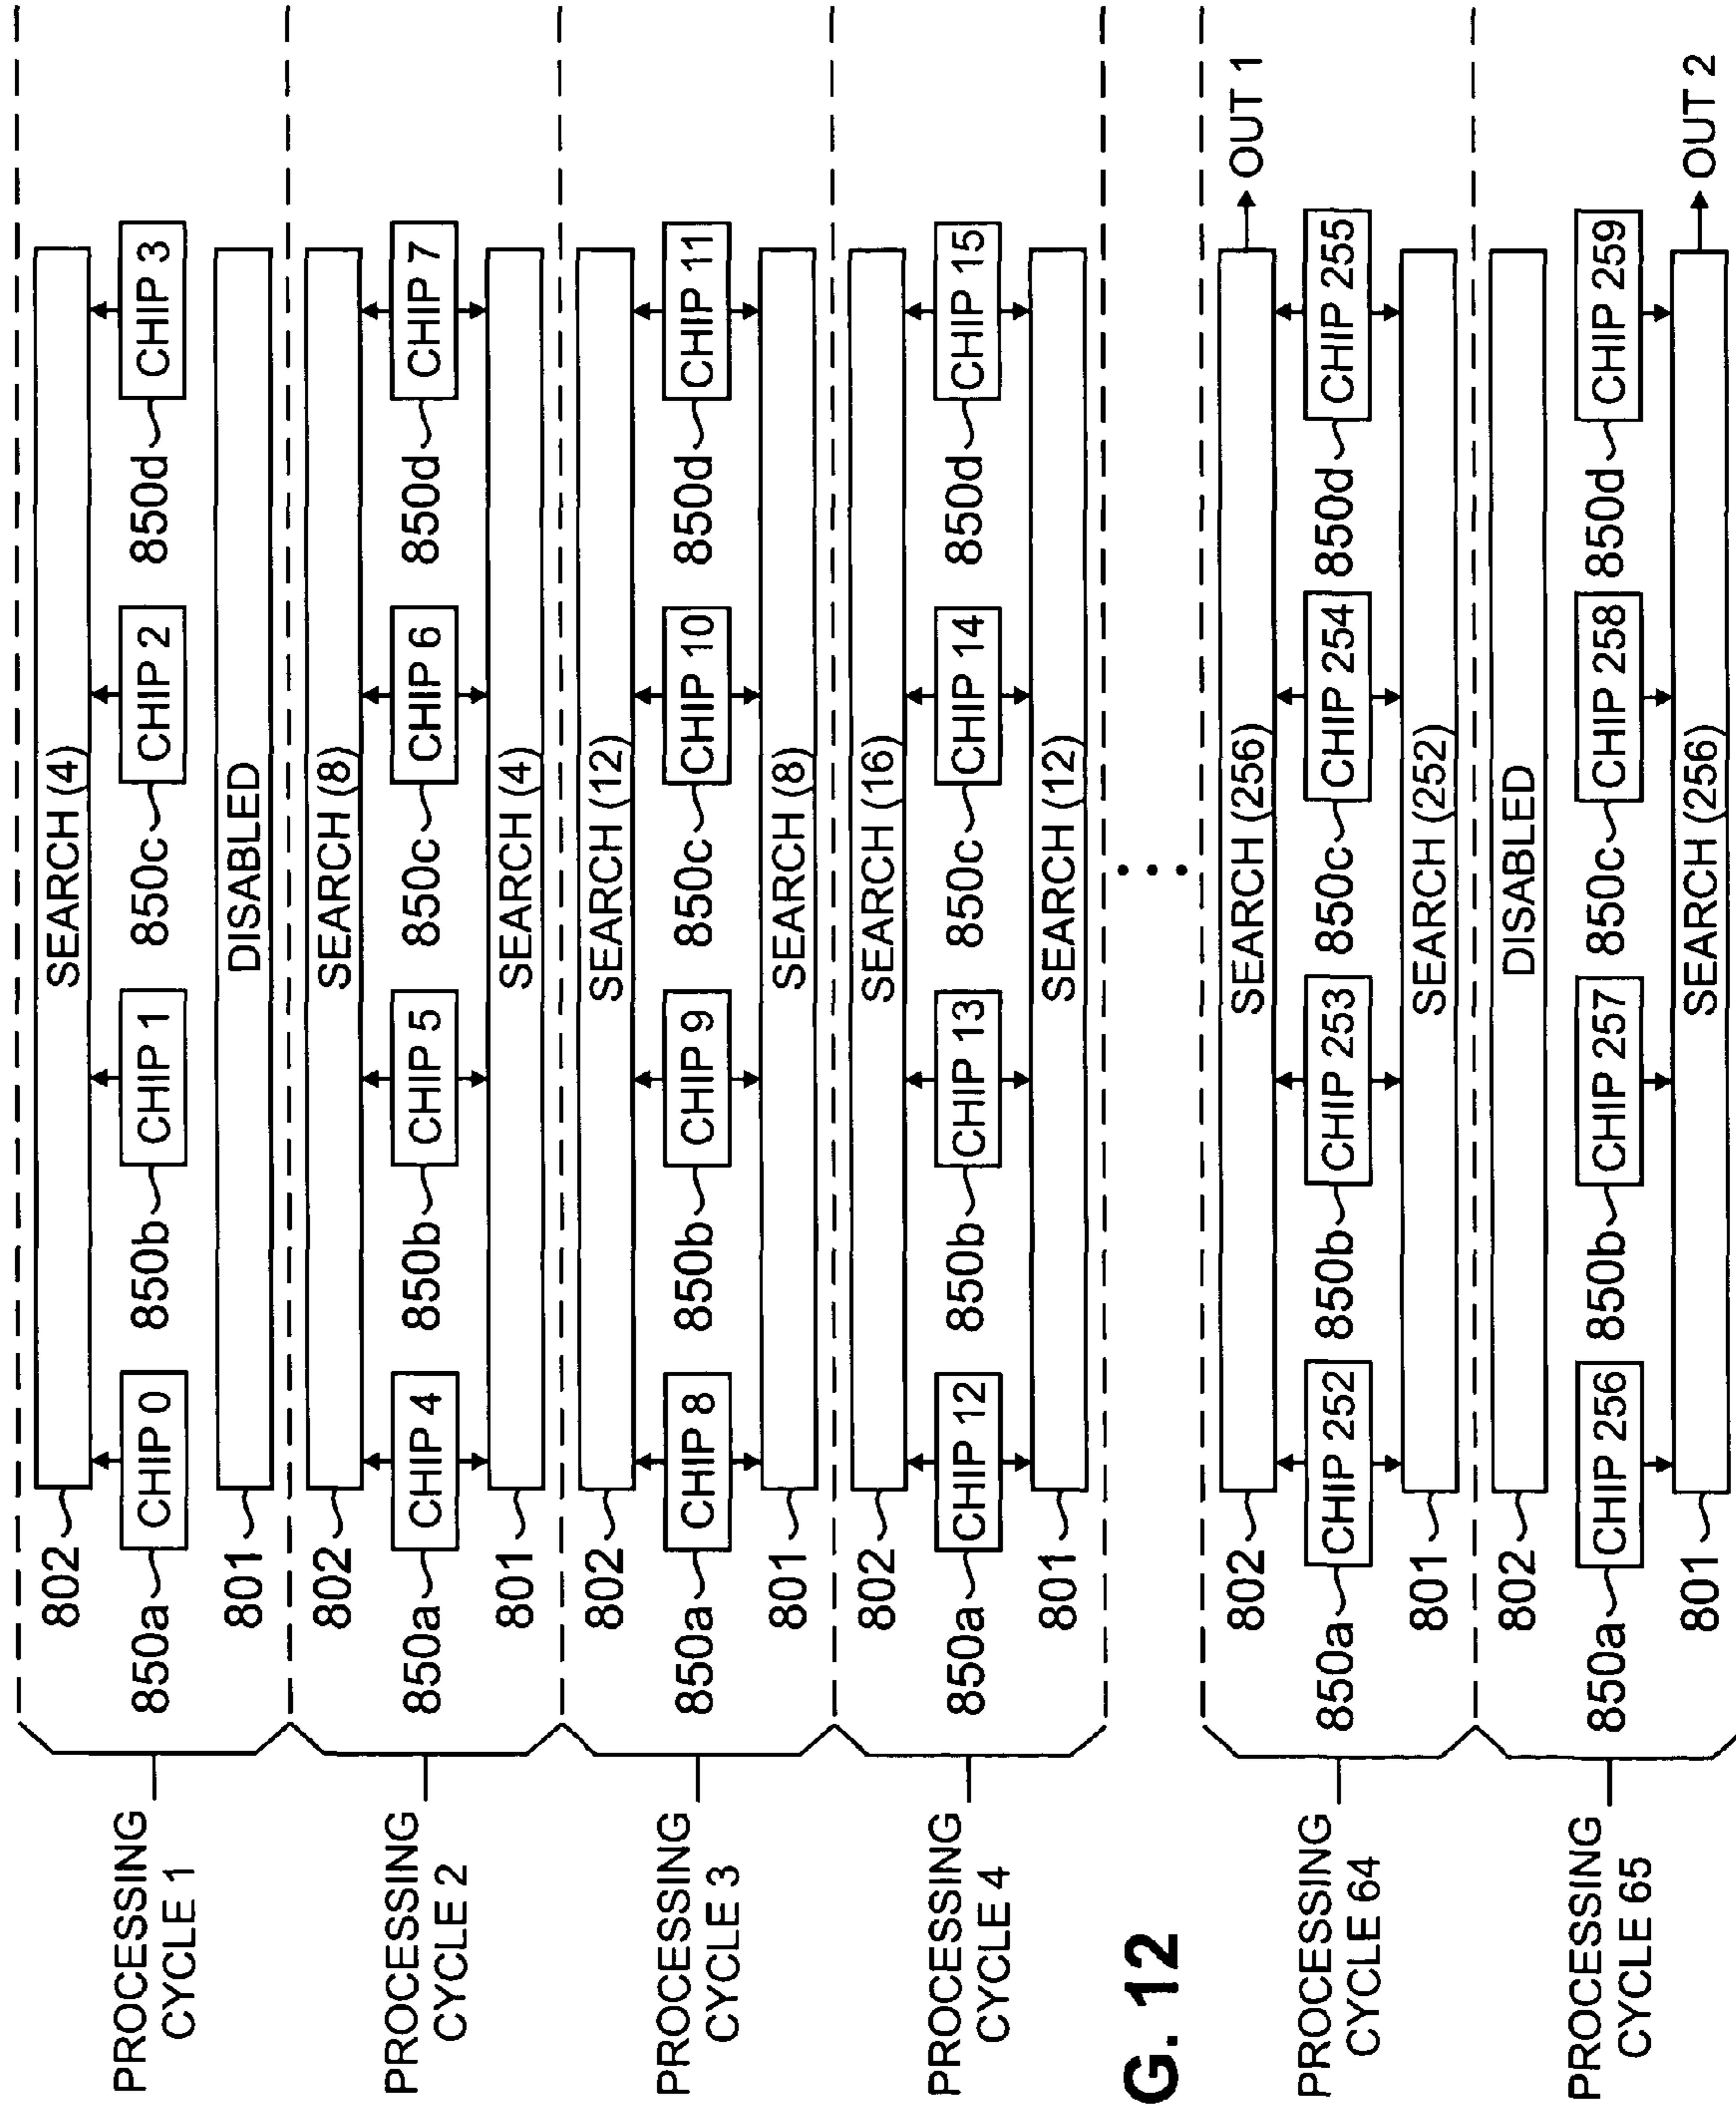 PROCESSING
CYCLE 1
802
SEARCH (4)
850a
CHIP 0
850b
CHIP 1
850c
CHIP 2
850d
CHIP 3
801
DISABLED
PROCESSING
CYCLE 2
802
SEARCH (8)
850a
CHIP 4
850b
CHIP 5
850c
CHIP 6
850d
CHIP 7
801
SEARCH (4)
PROCESSING
CYCLE 3
802
SEARCH (12)
850a
CHIP 8
850b
CHIP 9
850c
CHIP 10
850d
CHIP 11
801
SEARCH (8)
PROCESSING
CYCLE 4
802
SEARCH (16)
850a
CHIP 12
850b
CHIP 13
850c
CHIP 14
850d
CHIP 15
801
SEARCH (12)
G. 12
PROCESSING
CYCLE 64
802
SEARCH (256)
OUT 1
850a
CHIP 252
850b
CHIP 253
850c
CHIP 254
850d
CHIP 255
801
SEARCH (252)
PROCESSING
CYCLE 65
802
DISABLED
850a
CHIP 256
850b
CHIP 257
850c
CHIP 258
850d
CHIP 259
801
SEARCH (256)
OUT 2